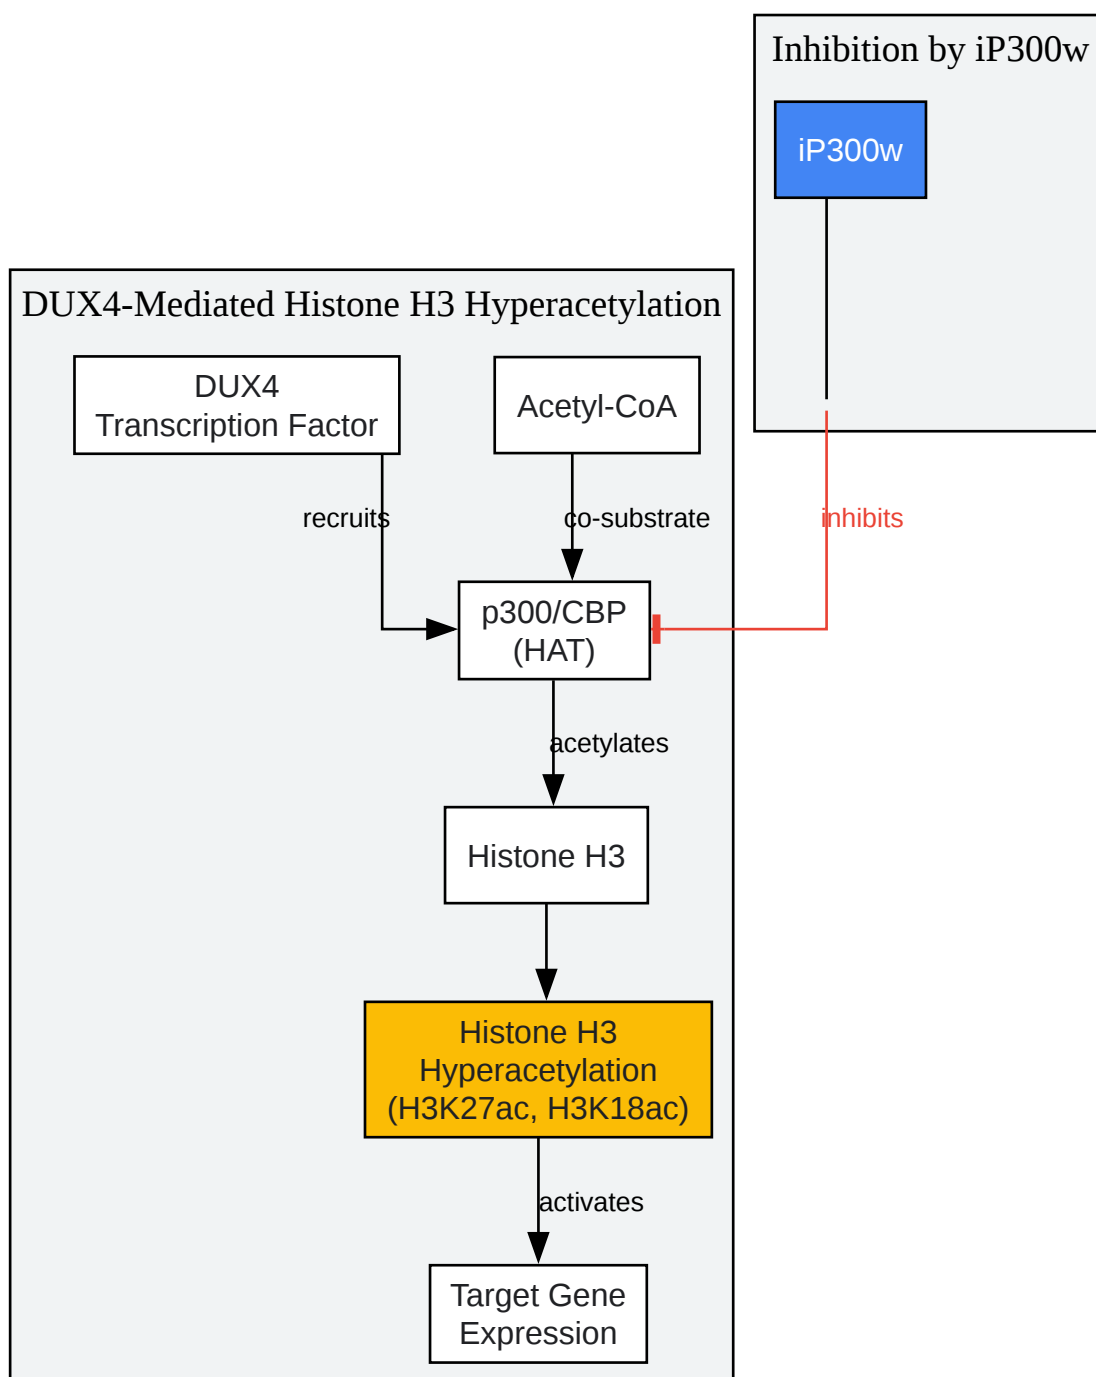 Inhibition by iP300w
iP300w
DUX4-Mediated Histone H3 Hyperacetylation
DUX4
Transcription Factor
Acetyl-CoA
recruits
co-substrate
inhibits
p300/CBP
(HAT)
acetylates
Histone H3
Histone H3
Hyperacetylation
(H3K27ac, H3K18ac)
activates
Target Gene
Expression